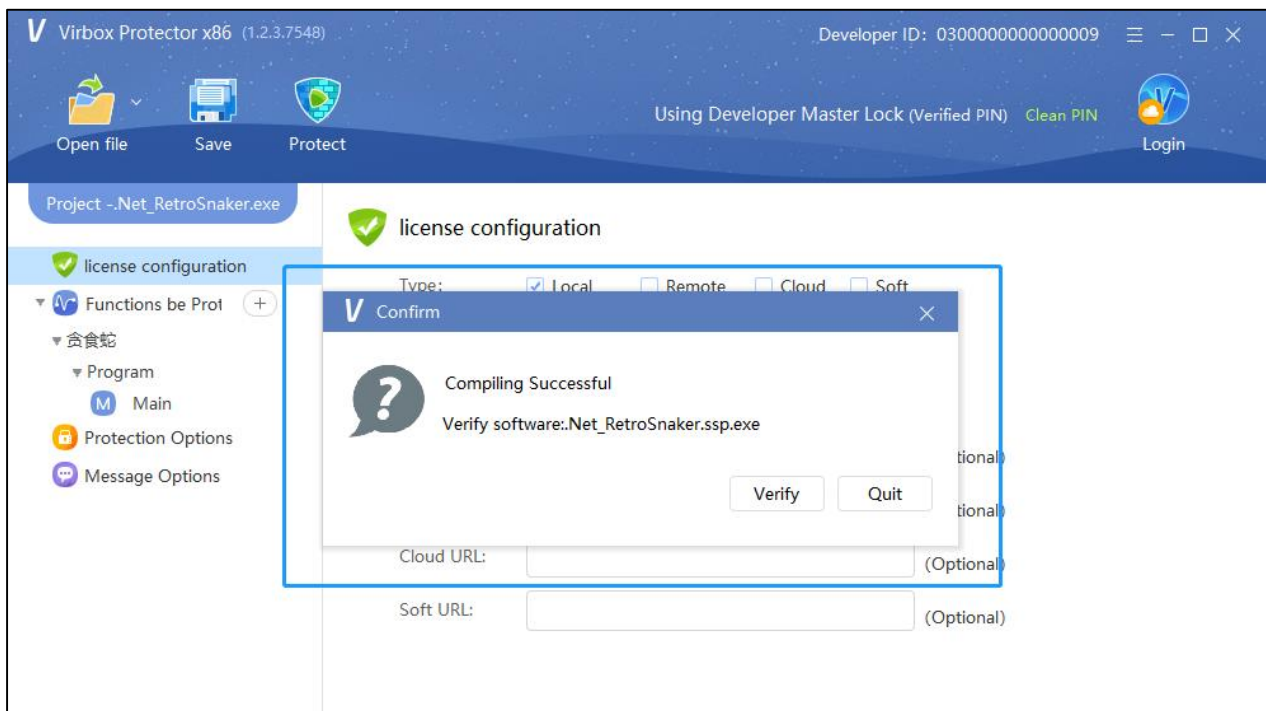 Virbox Protector x86 (1.2.3.7548)
Developer ID: 0300000000000009
Open file
Save
Protect
Using Developer Master Lock (Verified PIN) Clean PIN
Login
Project -.Net_RetroSnaker.exe
license configuration
Functions be Prot
贪食蛇
Program
M Main
Protection Options
Message Options
license configuration
Type: Local Remote Cloud Soft
Confirm
Compiling Successful
Verify software:.Net_RetroSnaker.ssp.exe
Verify Quit
tional)
tional)
Cloud URL: (Optional)
Soft URL: (Optional)